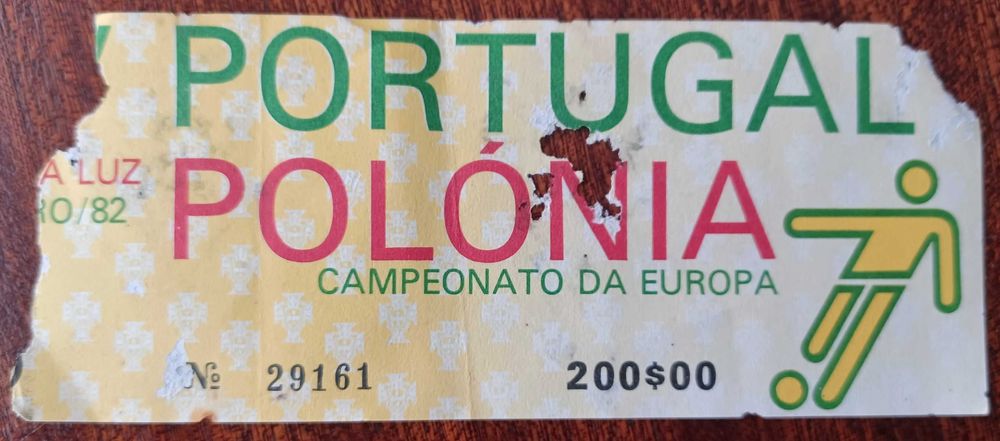 PORTUGAL
A LUZ
RO/82
POLÓNIA
CAMPEONATO DA EUROPA
Nº 29161
200$00